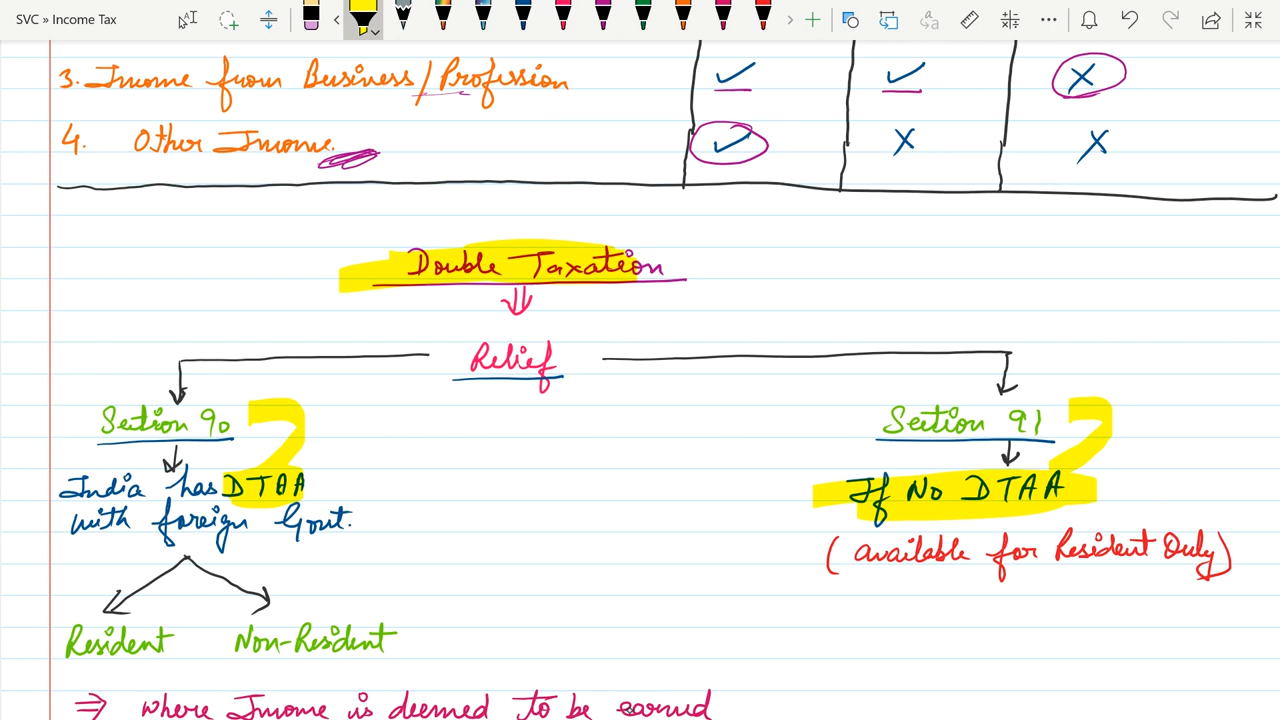 SVC » Income Tax
3. Income from Business/Profession ✓ ✓ X
4. Other Income. ✓ X X
Double Taxation
Relief
Section 90
Section 91
India has DTAA
with foreign Govt.
If No DTAA
(available for Resident Only)
Resident Non-Resident
⇒ where Income is deemed to be earned